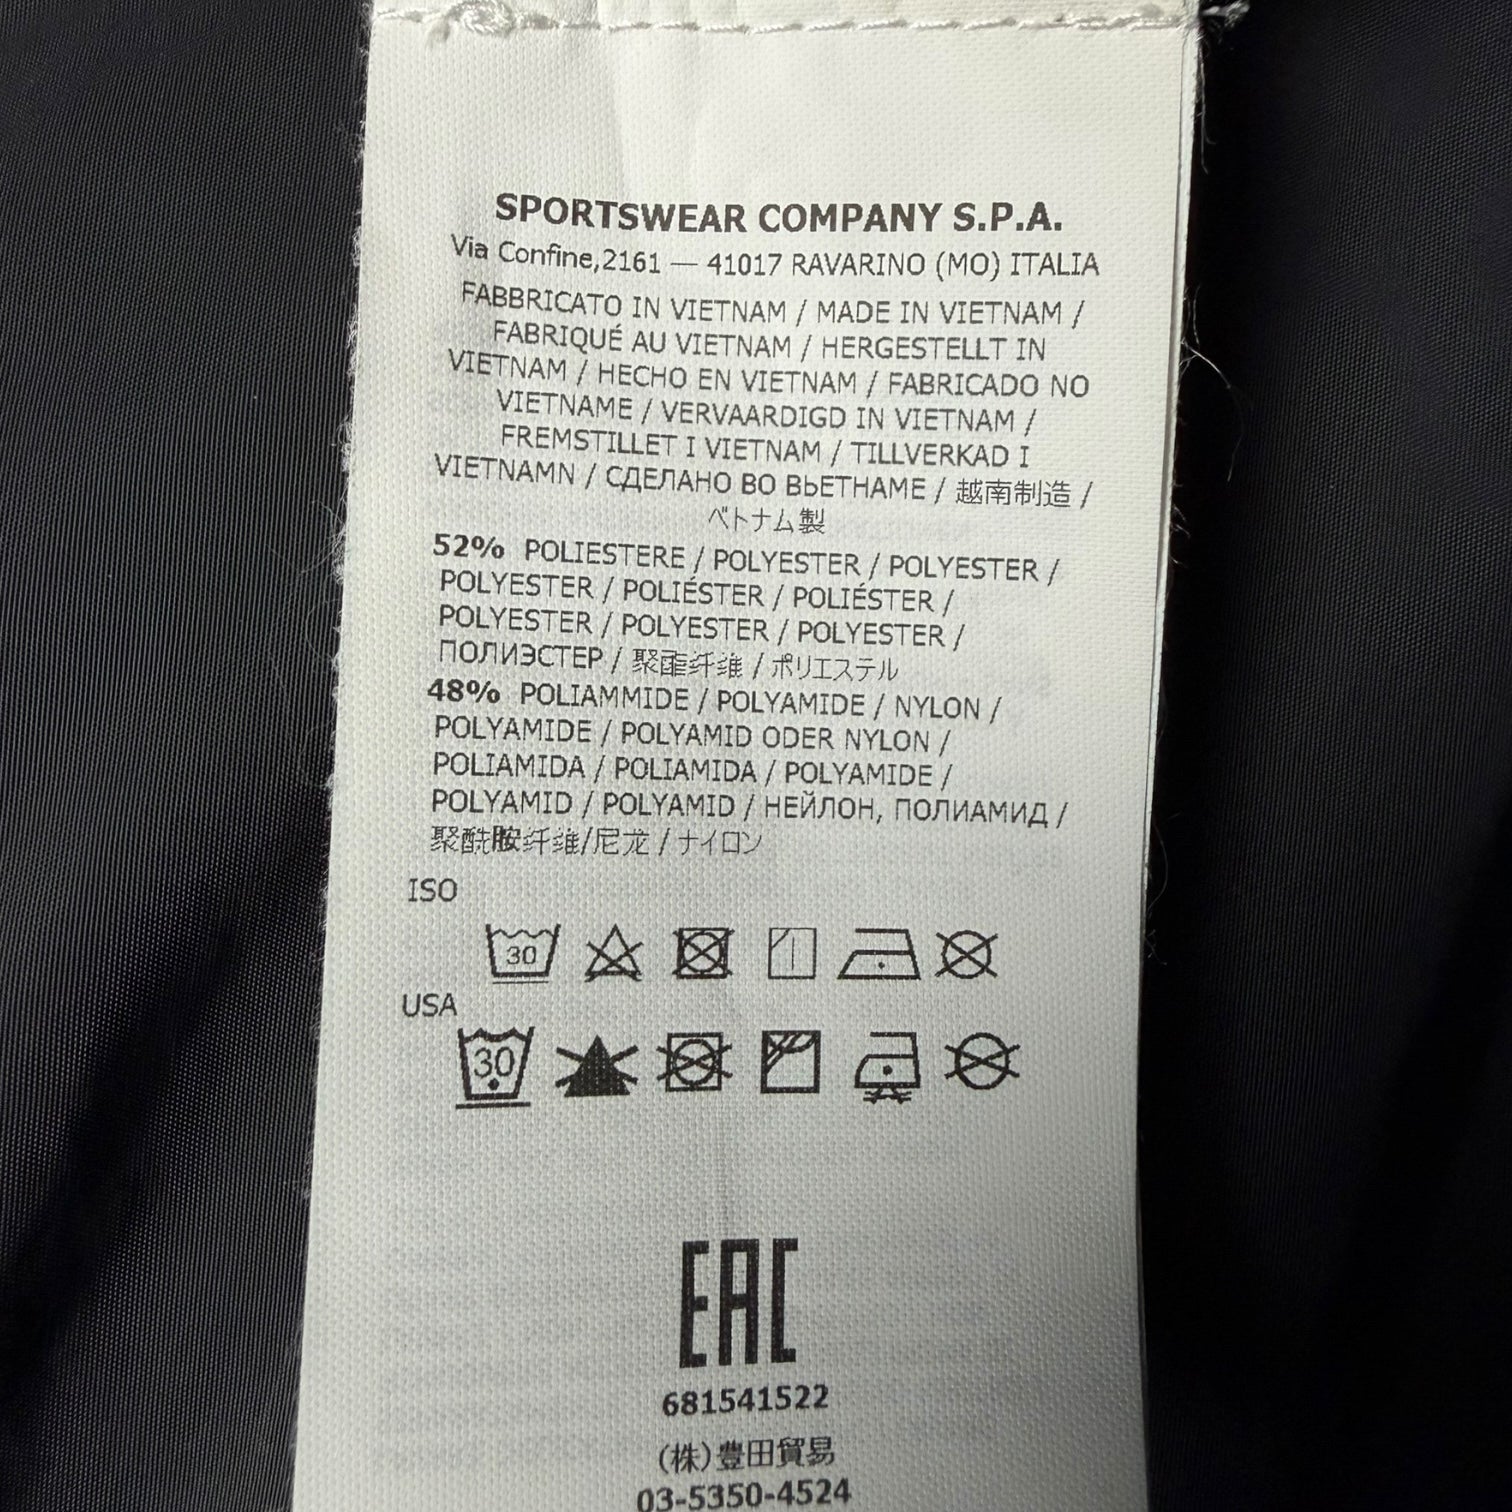 SPORTSWEAR COMPANY S.P.A.
Via Confine,2161 — 41017 RAVARINO (MO) ITALIA
FABBRICATO IN VIETNAM / MADE IN VIETNAM /
FABRIQUÉ AU VIETNAM / HERGESTELLT IN
VIETNAM / HECHO EN VIETNAM / FABRICADO NO
VIETNAME / VERVAARDIGD IN VIETNAM /
FREMSTILLET I VIETNAM / TILLVERKAD I
VIETNAMN / СДЕЛАНО ВО ВЬЕТНАМЕ / 越南制造 /
ベトナム製
52% POLIESTERE / POLYESTER / POLYESTER /
POLYESTER / POLIÉSTER / POLIÉSTER /
POLYESTER / POLYESTER / POLYESTER /
ПОЛИЭСТЕР / 聚酯纤维 / ポリエステル
48% POLIAMMIDE / POLYAMIDE / NYLON /
POLYAMIDE / POLYAMID ODER NYLON /
POLIAMIDA / POLIAMIDA / POLYAMIDE /
POLYAMID / POLYAMID / НЕЙЛОН, ПОЛИАМИД /
聚酰胺纤维/尼龙 / ナイロン
ISO
30
USA
30
EAC
681541522
(株)豊田貿易
03-5350-4524